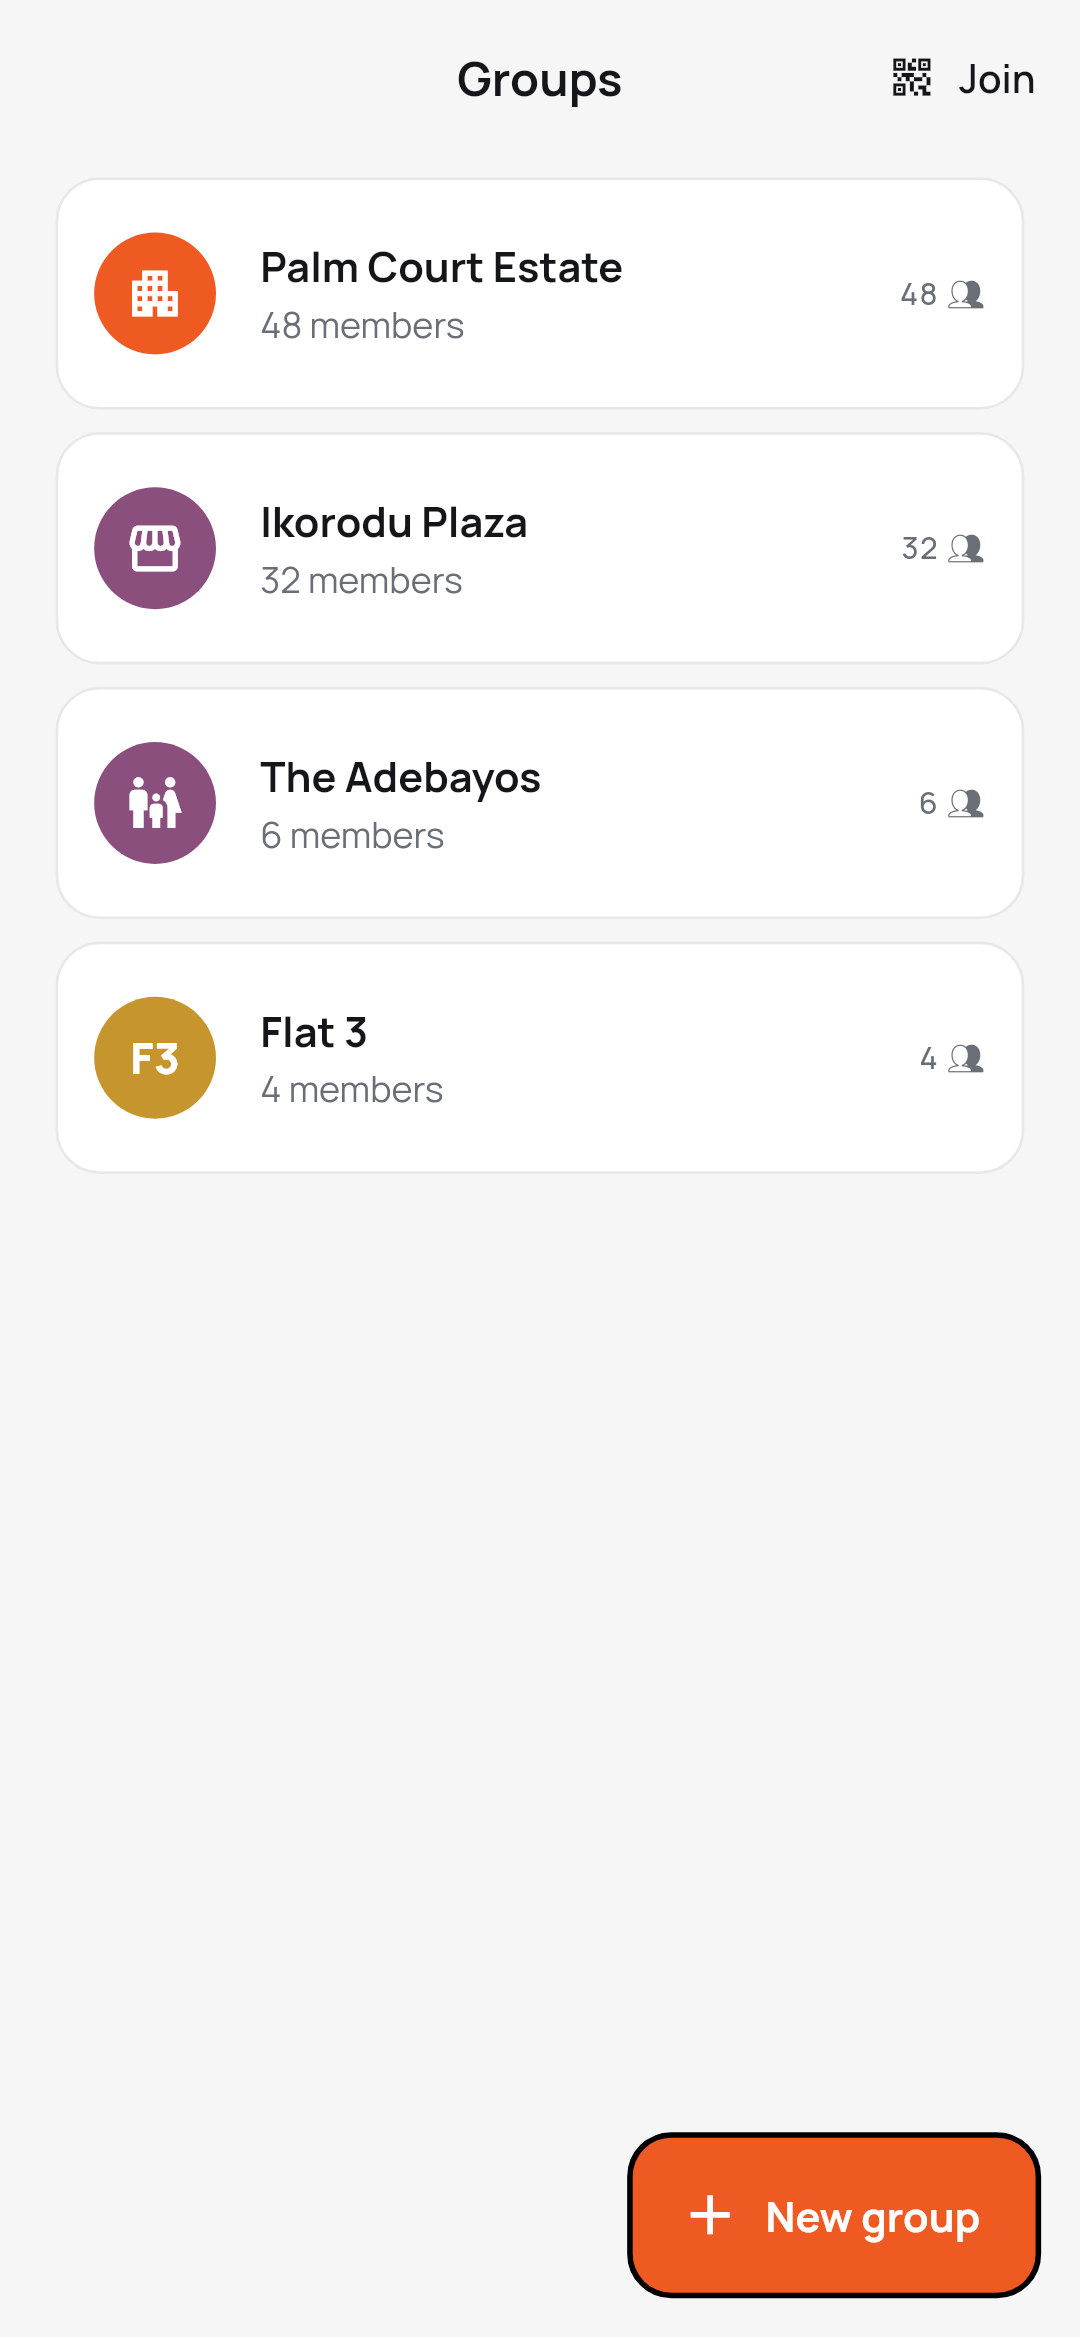 Groups
Join
Palm Court Estate
48 members
48
Ikorodu Plaza
32 members
32
The Adebayos
6 members
6
F3
Flat 3
4 members
4
New group